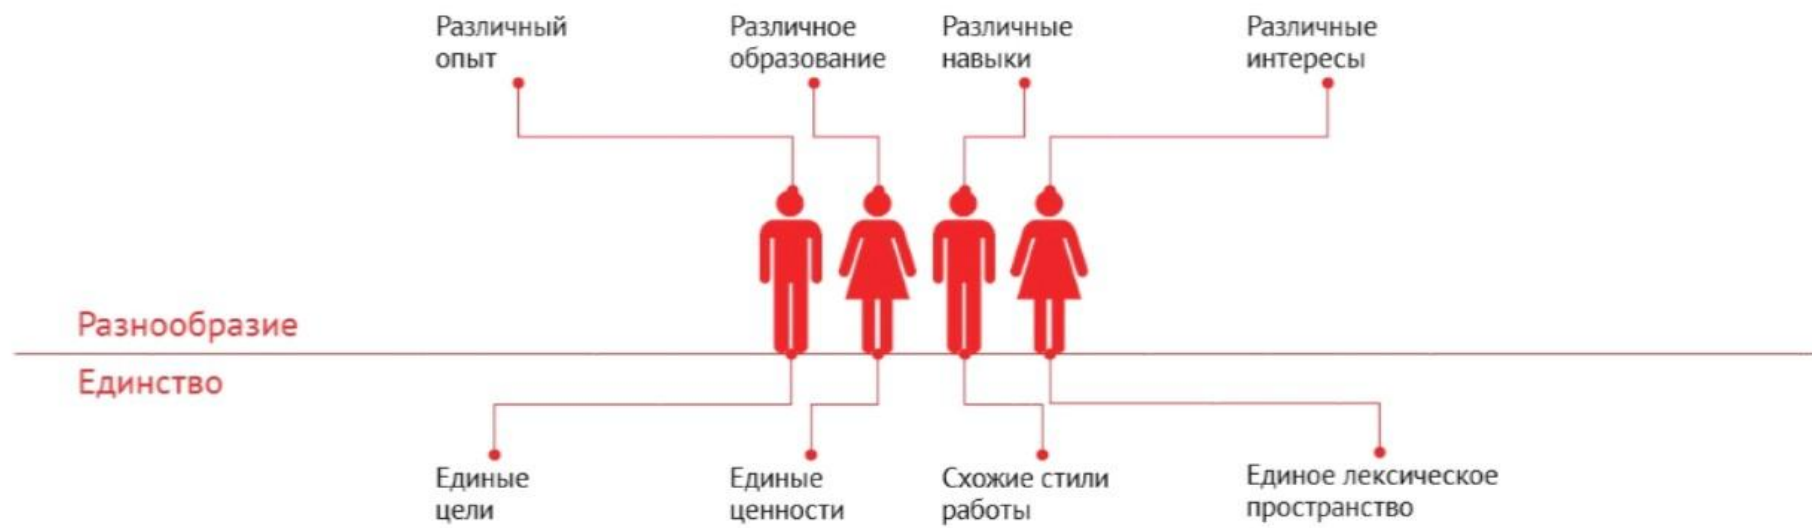 Различный
опыт
Различное
образование
Различные
навыки
Различные
интересы
Разнообразие
Единство
Единые
цели
Единые
ценности
Схожие стили
работы
Единое лексическое
пространство